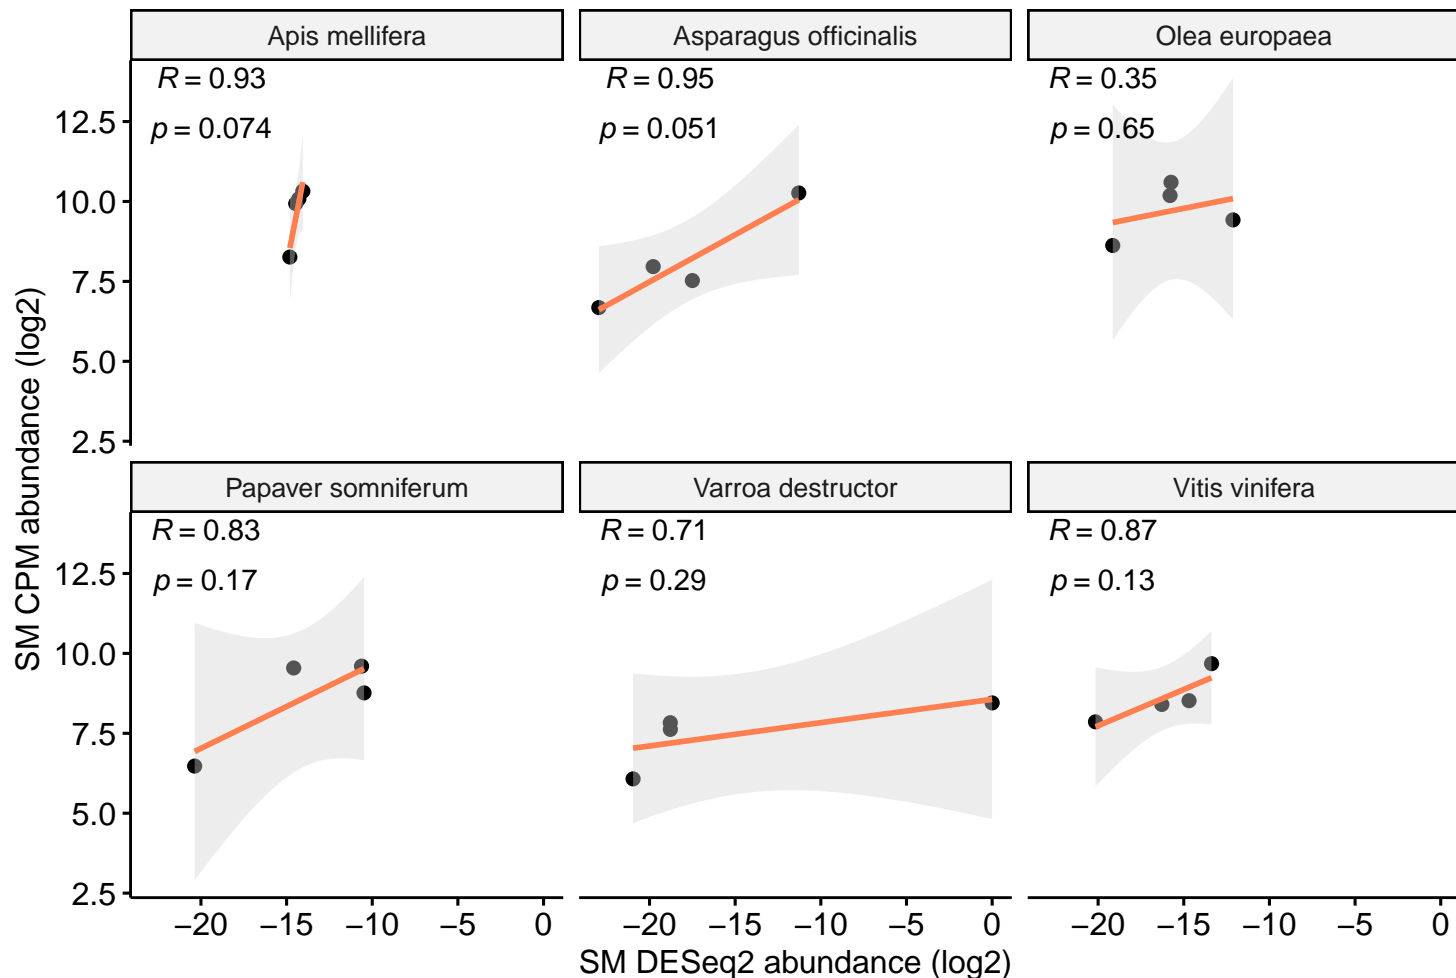 Apis mellifera
Asparagus officinalis
Olea europaea
R = 0.93
p = 0.074
R = 0.95
p = 0.051
R = 0.35
p = 0.65
12.5
10.0
7.5
5.0
2.5
SM CPM abundance (log2)
Papaver somniferum
Varroa destructor
Vitis vinifera
R = 0.83
p = 0.17
R = 0.71
p = 0.29
R = 0.87
p = 0.13
12.5
10.0
7.5
5.0
2.5
−20 −15 −10 −5 0
−20 −15 −10 −5 0
−20 −15 −10 −5 0
SM DESeq2 abundance (log2)